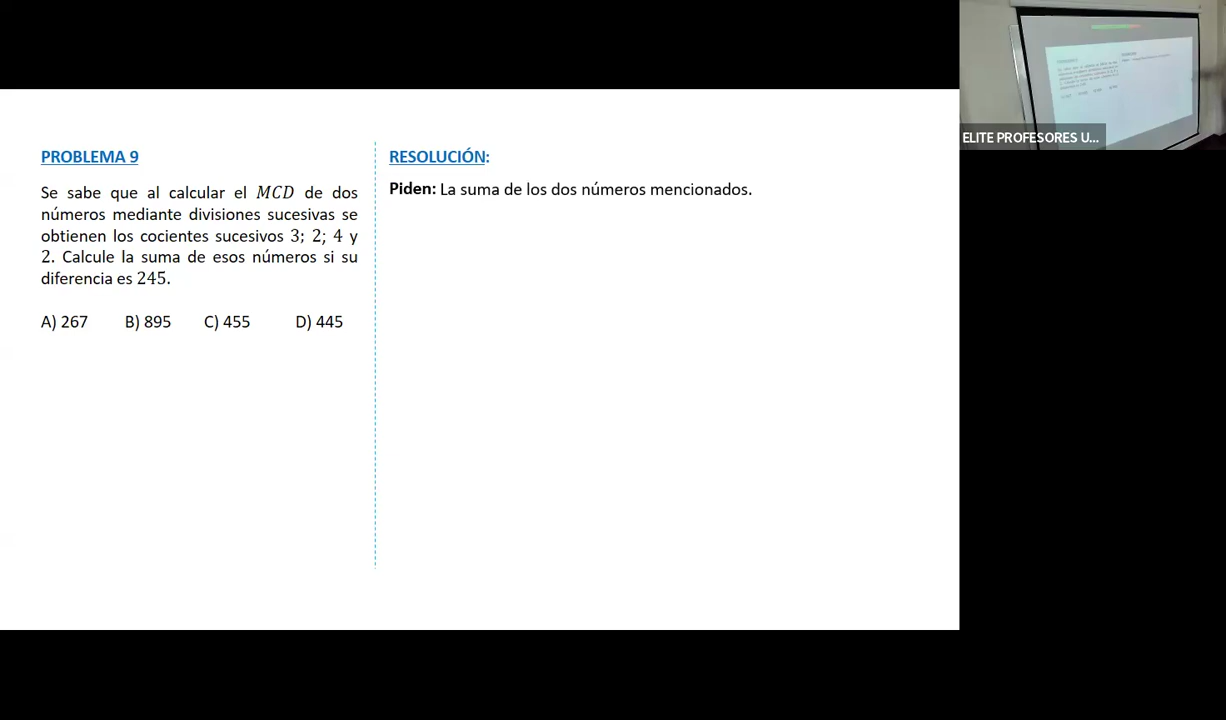 PROBLEMA 9
Se sabe que al calcular el MCD de dos
números mediante divisiones sucesivas se
obtienen los cocientes sucesivos 3; 2; 4 y
2. Calcule la suma de esos números si su
diferencia es 245.
A) 267 B) 895 C) 455 D) 445
RESOLUCIÓN:
Piden: La suma de los dos números mencionados.
ELITE PROFESORES U...